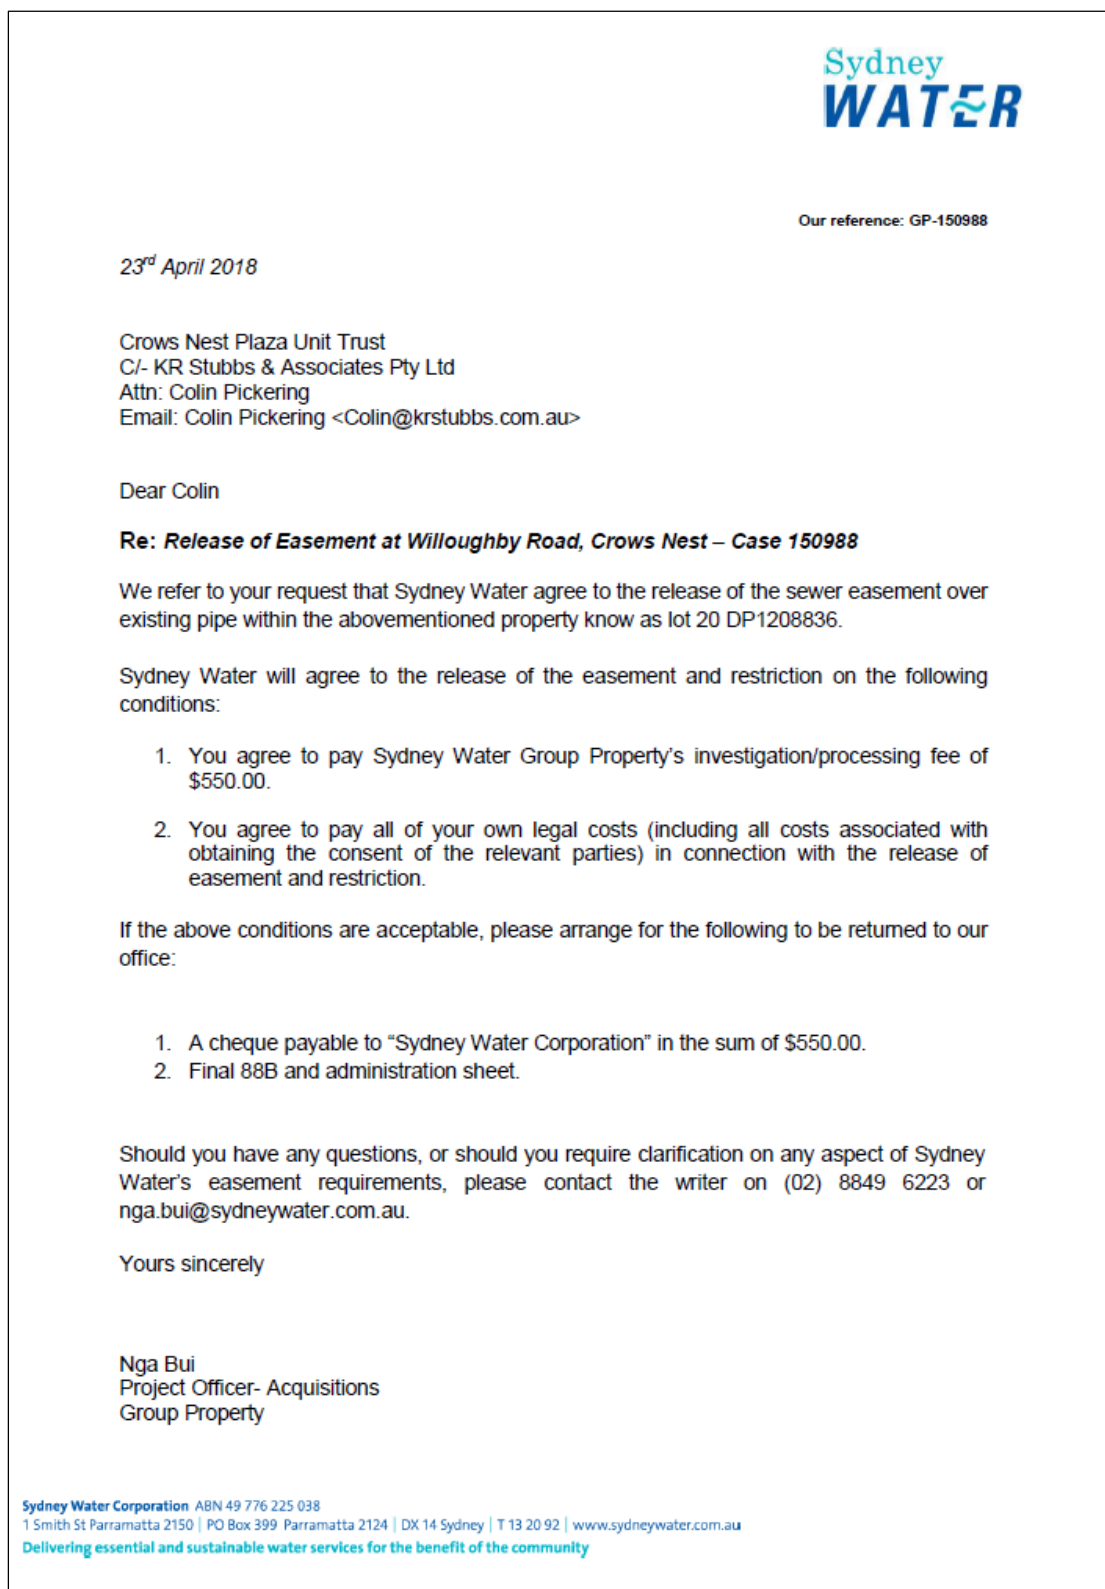 Sydney
WATER
Our reference: GP-150988
23rd April 2018
Crows Nest Plaza Unit Trust
C/- KR Stubbs & Associates Pty Ltd
Attn: Colin Pickering
Email: Colin Pickering <Colin@krstubbs.com.au>
Dear Colin
Re: Release of Easement at Willoughby Road, Crows Nest – Case 150988
We refer to your request that Sydney Water agree to the release of the sewer easement over
existing pipe within the abovementioned property know as lot 20 DP1208836.
Sydney Water will agree to the release of the easement and restriction on the following
conditions:
1. You agree to pay Sydney Water Group Property's investigation/processing fee of
$550.00.
2. You agree to pay all of your own legal costs (including all costs associated with
obtaining the consent of the relevant parties) in connection with the release of
easement and restriction.
If the above conditions are acceptable, please arrange for the following to be returned to our
office:
1. A cheque payable to “Sydney Water Corporation” in the sum of $550.00.
2. Final 88B and administration sheet.
Should you have any questions, or should you require clarification on any aspect of Sydney
Water's easement requirements, please contact the writer on (02) 8849 6223 or
nga.bui@sydneywater.com.au.
Yours sincerely
Nga Bui
Project Officer- Acquisitions
Group Property
Sydney Water Corporation ABN 49 776 225 038
1 Smith St Parramatta 2150 | PO Box 399 Parramatta 2124 | DX 14 Sydney | T 13 20 92 | www.sydneywater.com.au
Delivering essential and sustainable water services for the benefit of the community